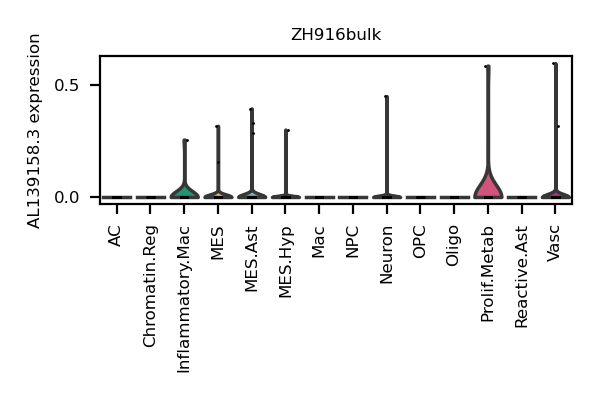 ZH916bulk
AL139158.3 expression
0.5
0.0
AC
Chromatin.Reg
Inflammatory.Mac
MES
MES.Ast
MES.Hyp
Mac
NPC
Neuron
OPC
Oligo
Prolif.Metab
Reactive.Ast
Vasc